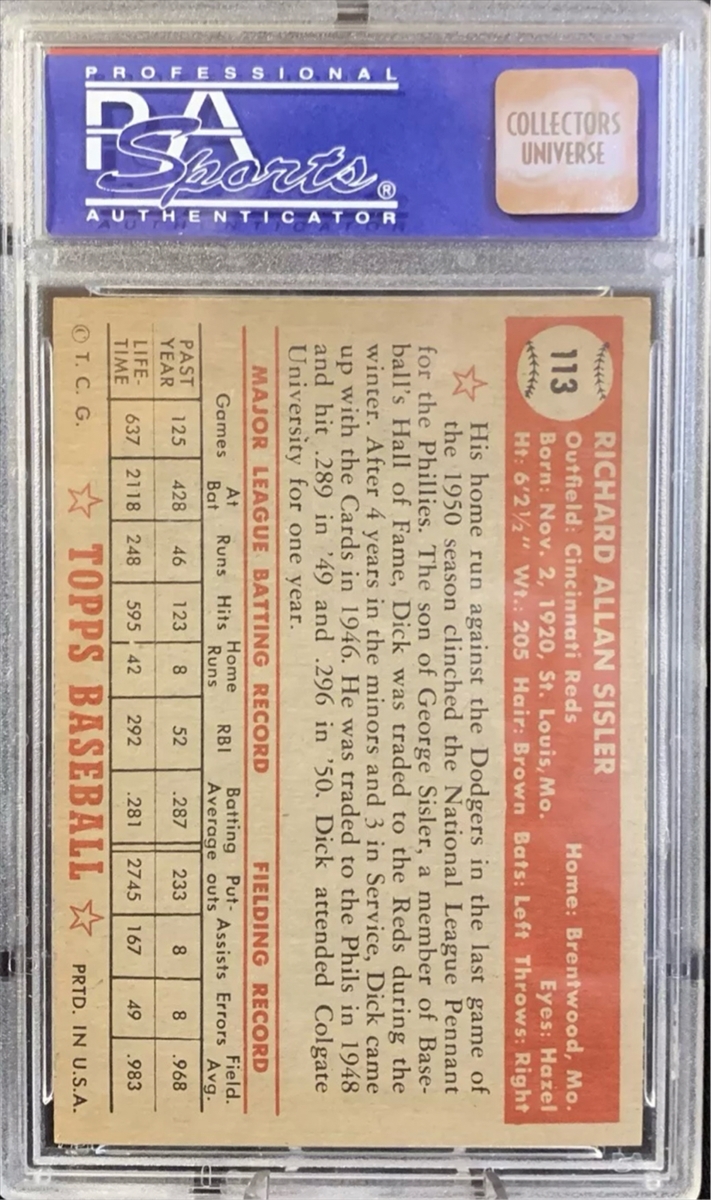 PROFESSIONAL
PSA
Sports®
AUTHENTICATOR
COLLECTORS
UNIVERSE
113
RICHARD ALLAN SISLER
Outfield: Cincinnati Reds Home: Brentwood, Mo.
Born: Nov. 2, 1920, St. Louis, Mo. Eyes: Hazel
Ht: 6'2½" Wt.: 205 Hair: Brown Bats: Left Throws: Right
His home run against the Dodgers in the last game of
the 1950 season clinched the National League Pennant
for the Phillies. The son of George Sisler, a member of Base-
ball's Hall of Fame, Dick was traded to the Reds during the
winter. After 4 years in the minors and 3 in Service, Dick came
up with the Cards in 1946. He was traded to the Phils in 1948
and hit .289 in '49 and .296 in '50. Dick attended Colgate
University for one year.
MAJOR LEAGUE BATTING RECORD FIELDING RECORD
Games At Bat Runs Hits Home Runs RBI Batting Average Put-outs Assists Errors Field. Avg.
PAST YEAR 125 428 46 123 8 52 .287 233 8 8 .968
LIFE-TIME 637 2118 248 595 42 292 .281 2745 167 49 .983
© T. C. G. TOPPS BASEBALL PRTD. IN U.S.A.